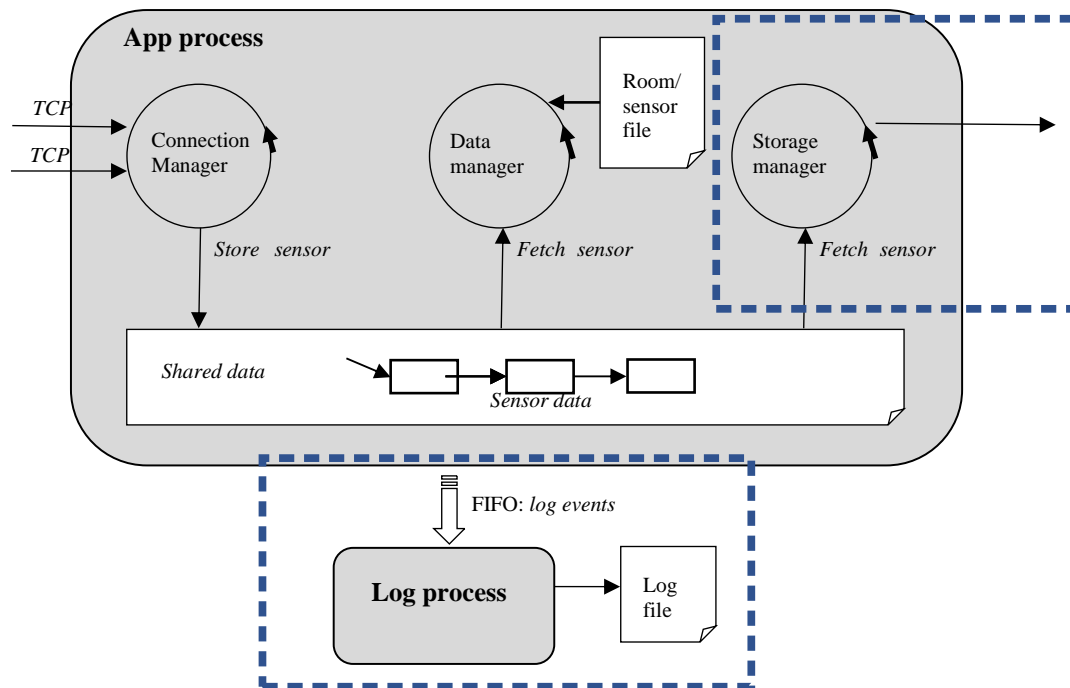 App process
TCP
TCP
Connection
Manager
Data
manager
Room/
sensor
file
Storage
manager
Store sensor
Fetch sensor
Fetch sensor
Shared data
Sensor data
FIFO: log events
Log process
Log
file